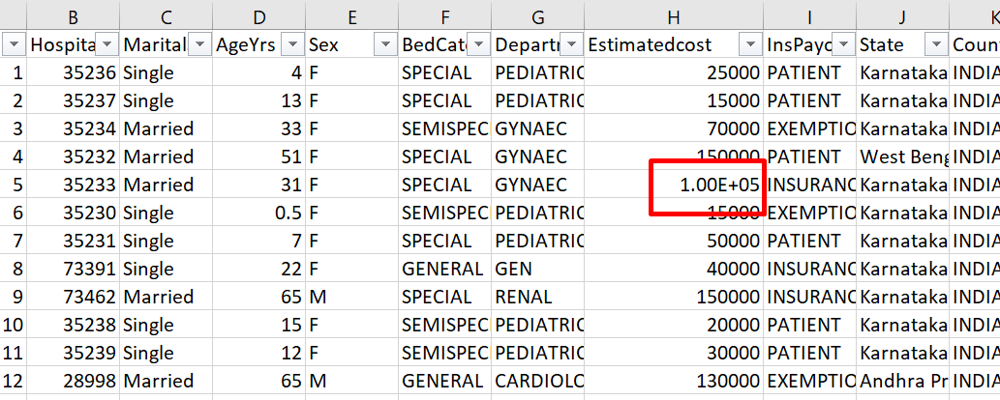 B C D E F G H I J K
Hospita Marital AgeYrs Sex BedCate Departm Estimatedcost InsPayo State Coun
1 35236 Single 4 F SPECIAL PEDIATRIC 25000 PATIENT Karnataka INDIA
2 35237 Single 13 F SPECIAL PEDIATRIC 15000 PATIENT Karnataka INDIA
3 35234 Married 33 F SEMISPEC GYNAEC 70000 EXEMPTIO Karnataka INDIA
4 35232 Married 51 F SPECIAL GYNAEC 150000 PATIENT West Beng INDIA
5 35233 Married 31 F SPECIAL GYNAEC 1.00E+05 INSURANC Karnataka INDIA
6 35230 Single 0.5 F SEMISPEC PEDIATRIC 15000 EXEMPTIO Karnataka INDIA
7 35231 Single 7 F SPECIAL PEDIATRIC 50000 PATIENT Karnataka INDIA
8 73391 Single 22 F GENERAL GEN 40000 INSURANC Karnataka INDIA
9 73462 Married 65 M SPECIAL RENAL 150000 INSURANC Karnataka INDIA
10 35238 Single 15 F SEMISPEC PEDIATRIC 20000 PATIENT Karnataka INDIA
11 35239 Single 12 F SEMISPEC PEDIATRIC 30000 PATIENT Karnataka INDIA
12 28998 Married 65 M GENERAL CARDIOLO 130000 EXEMPTIO Andhra Pr INDIA